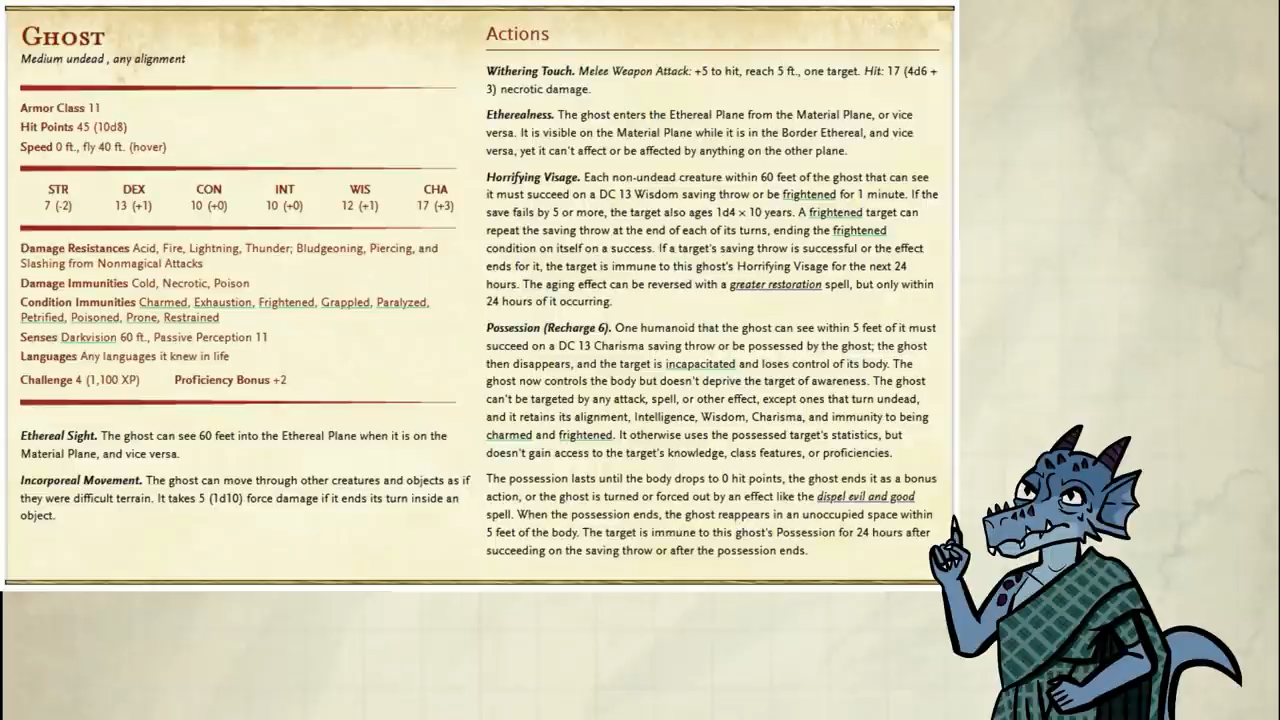 GHOST
Medium undead , any alignment
Armor Class 11
Hit Points 45 (10d8)
Speed 0 ft., fly 40 ft. (hover)
STR DEX CON INT WIS CHA
7 (-2) 13 (+1) 10 (+0) 10 (+0) 12 (+1) 17 (+3)
Damage Resistances Acid, Fire, Lightning, Thunder; Bludgeoning, Piercing, and
Slashing from Nonmagical Attacks
Damage Immunities Cold, Necrotic, Poison
Condition Immunities Charmed, Exhaustion, Frightened, Grappled, Paralyzed,
Petrified, Poisoned, Prone, Restrained
Senses Darkvision 60 ft., Passive Perception 11
Languages Any languages it knew in life
Challenge 4 (1,100 XP) Proficiency Bonus +2
Ethereal Sight. The ghost can see 60 feet into the Ethereal Plane when it is on the
Material Plane, and vice versa.
Incorporeal Movement. The ghost can move through other creatures and objects as if
they were difficult terrain. It takes 5 (1d10) force damage if it ends its turn inside an
object.
Actions
Withering Touch. Melee Weapon Attack: +5 to hit, reach 5 ft., one target. Hit: 17 (4d6 +
3) necrotic damage.
Etherealness. The ghost enters the Ethereal Plane from the Material Plane, or vice
versa. It is visible on the Material Plane while it is in the Border Ethereal, and vice
versa, yet it can't affect or be affected by anything on the other plane.
Horrifying Visage. Each non-undead creature within 60 feet of the ghost that can see
it must succeed on a DC 13 Wisdom saving throw or be frightened for 1 minute. If the
save fails by 5 or more, the target also ages 1d4 × 10 years. A frightened target can
repeat the saving throw at the end of each of its turns, ending the frightened
condition on itself on a success. If a target's saving throw is successful or the effect
ends for it, the target is immune to this ghost's Horrifying Visage for the next 24
hours. The aging effect can be reversed with a greater restoration spell, but only within
24 hours of it occurring.
Possession (Recharge 6). One humanoid that the ghost can see within 5 feet of it must
succeed on a DC 13 Charisma saving throw or be possessed by the ghost; the ghost
then disappears, and the target is incapacitated and loses control of its body. The
ghost now controls the body but doesn't deprive the target of awareness. The ghost
can't be targeted by any attack, spell, or other effect, except ones that turn undead,
and it retains its alignment, Intelligence, Wisdom, Charisma, and immunity to being
charmed and frightened. It otherwise uses the possessed target's statistics, but
doesn't gain access to the target's knowledge, class features, or proficiencies.
The possession lasts until the body drops to 0 hit points, the ghost ends it as a bonus
action, or the ghost is turned or forced out by an effect like the dispel evil and good
spell. When the possession ends, the ghost reappears in an unoccupied space within
5 feet of the body. The target is immune to this ghost's Possession for 24 hours after
succeeding on the saving throw or after the possession ends.